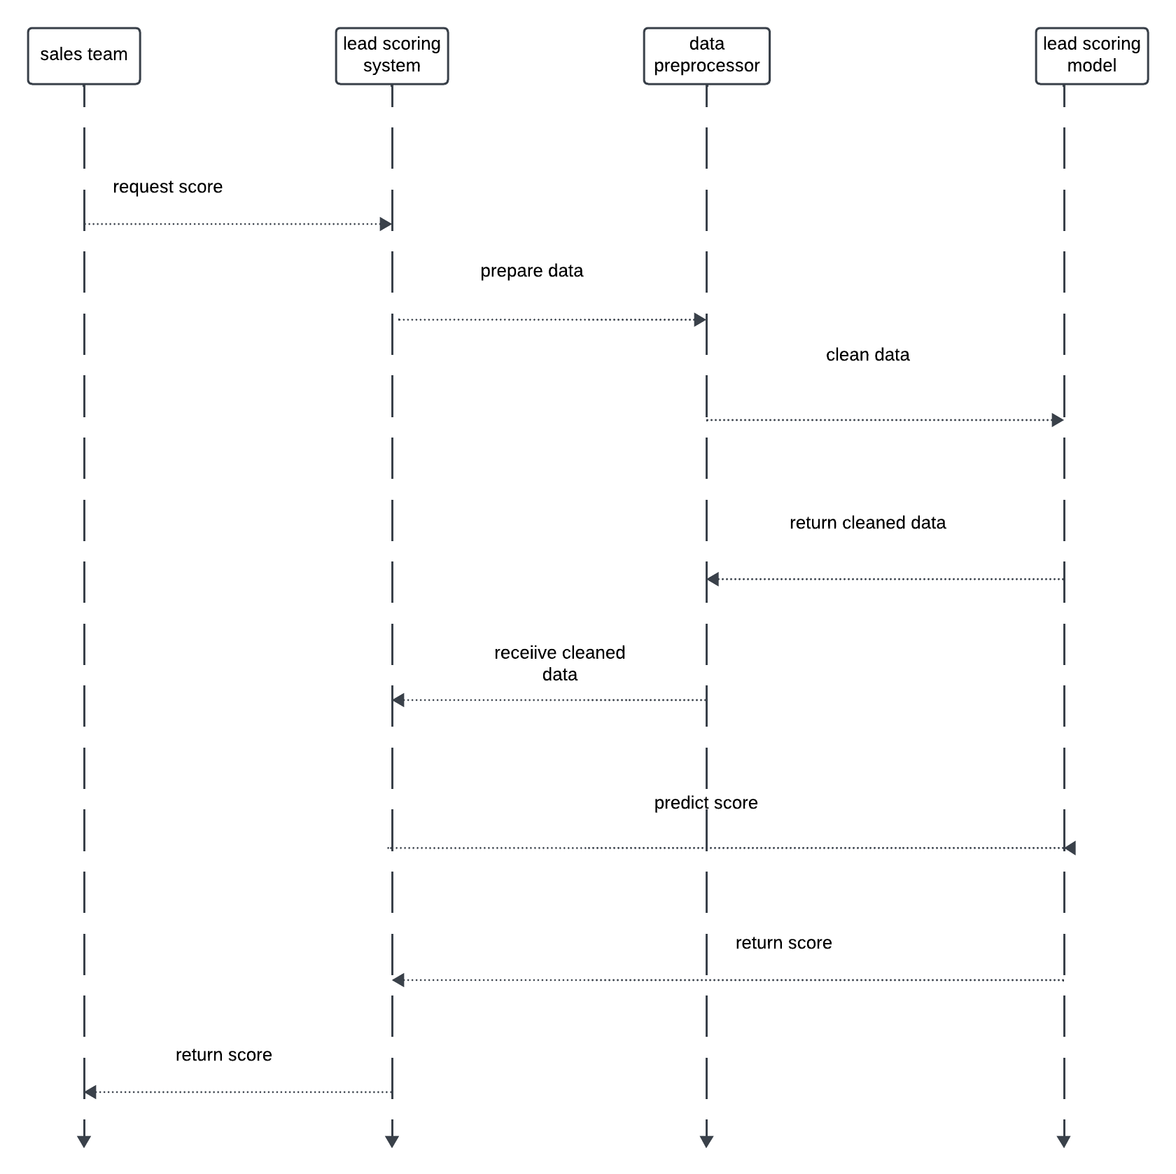 sales team
lead scoring
system
data
preprocessor
lead scoring
model
request score
prepare data
clean data
return cleaned data
receiive cleaned
data
predict score
return score
return score